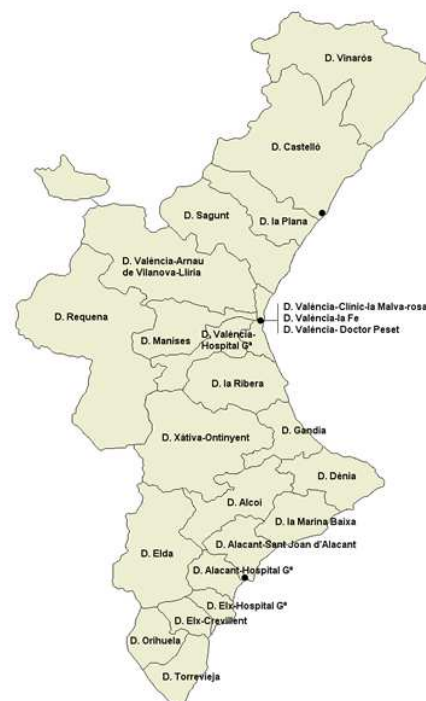 D. Vinaròs
D. Castelló
D. Sagunt
D. la Plana
D. València-Arnau
de Vilanova-Llíria
D. València-Clínic-la Malva-rosa
D. València-la Fe
D. València- Doctor Peset
D. Requena
D. Manises
D. València-
Hospital Gª
D. la Ribera
D. Xàtiva-Ontinyent
D. Gandia
D. Dènia
D. Alcoi
D. la Marina Baixa
D. Alacant-Sant Joan d'Alacant
D. Elda
D. Alacant-Hospital Gª
D. Elx-Hospital Gª
D. Elx-Crevillent
D. Orihuela
D. Torrevieja